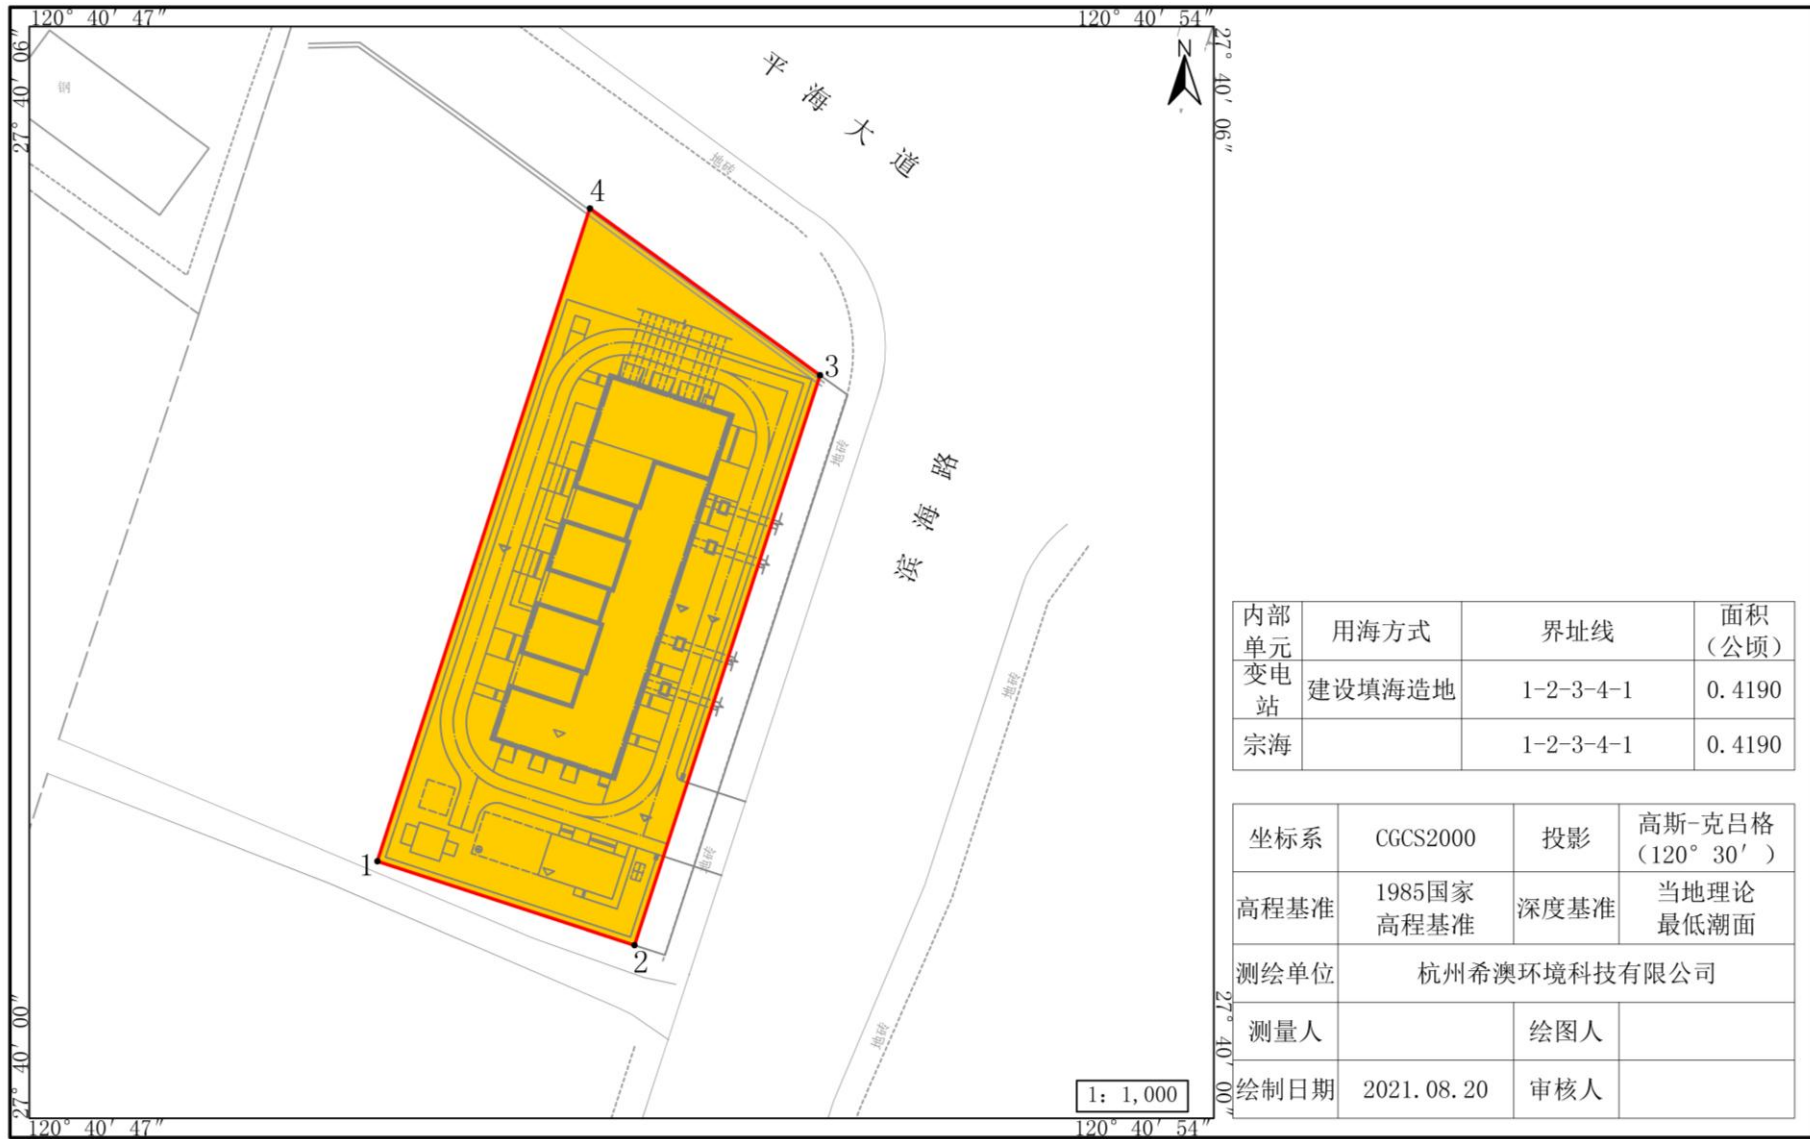 120° 40′ 47″
120° 40′ 54″
27° 40′ 06″
27° 40′ 06″
N
钢
平海大道
地砖
4
3
地砖
滨海路
地砖
1
地砖
2
地砖
27° 40′ 00″
27° 40′ 00″
1: 1,000
120° 40′ 47″
120° 40′ 54″
内部单元 用海方式 界址线 面积（公顷）
变电站 建设填海造地 1-2-3-4-1 0.4190
宗海 1-2-3-4-1 0.4190
坐标系 CGCS2000 投影 高斯-克吕格（120° 30′ ）
高程基准 1985国家高程基准 深度基准 当地理论最低潮面
测绘单位 杭州希澳环境科技有限公司
测量人 绘图人
绘制日期 2021.08.20 审核人